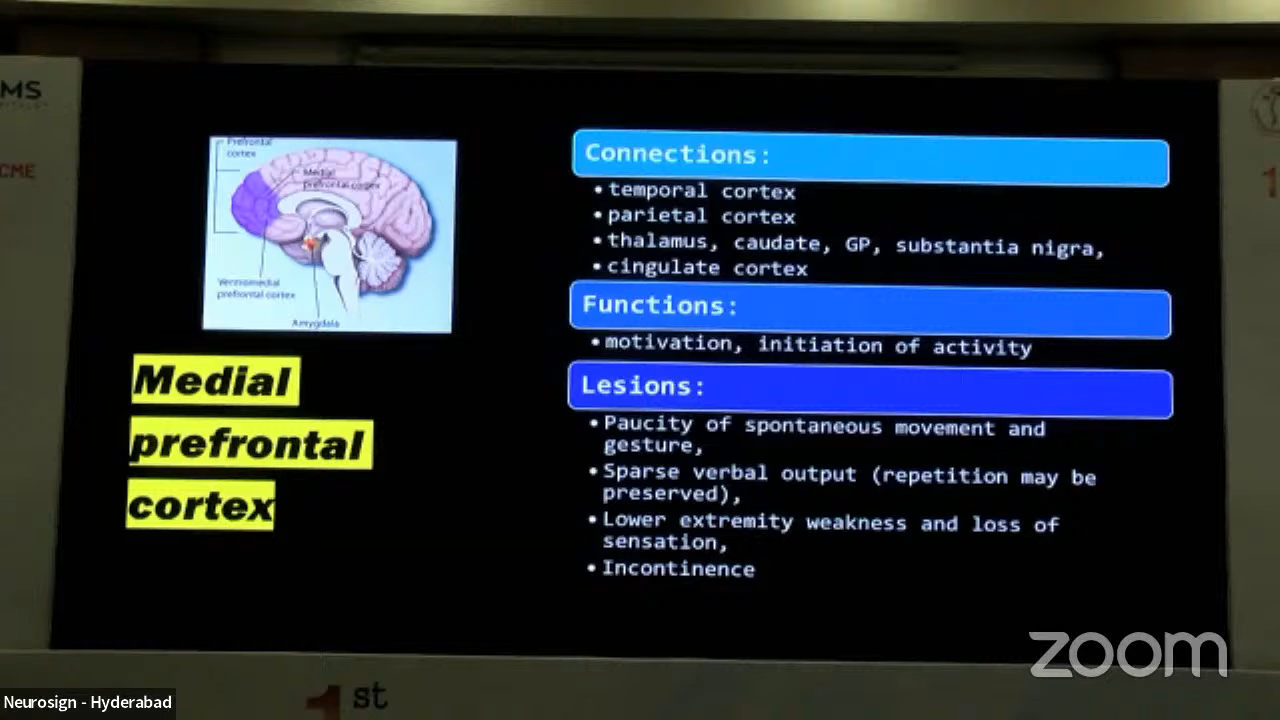 MS
CME
Prefrontal
cortex
Medial
prefrontal cortex
Ventromedial
prefrontal cortex
Amygdala
Medial
prefrontal
cortex
Connections:
• temporal cortex
• parietal cortex
• thalamus, caudate, GP, substantia nigra,
• cingulate cortex
Functions:
• motivation, initiation of activity
Lesions:
• Paucity of spontaneous movement and
gesture,
• Sparse verbal output (repetition may be
preserved),
• Lower extremity weakness and loss of
sensation,
• Incontinence
zoom
Neurosign - Hyderabad
1st
1